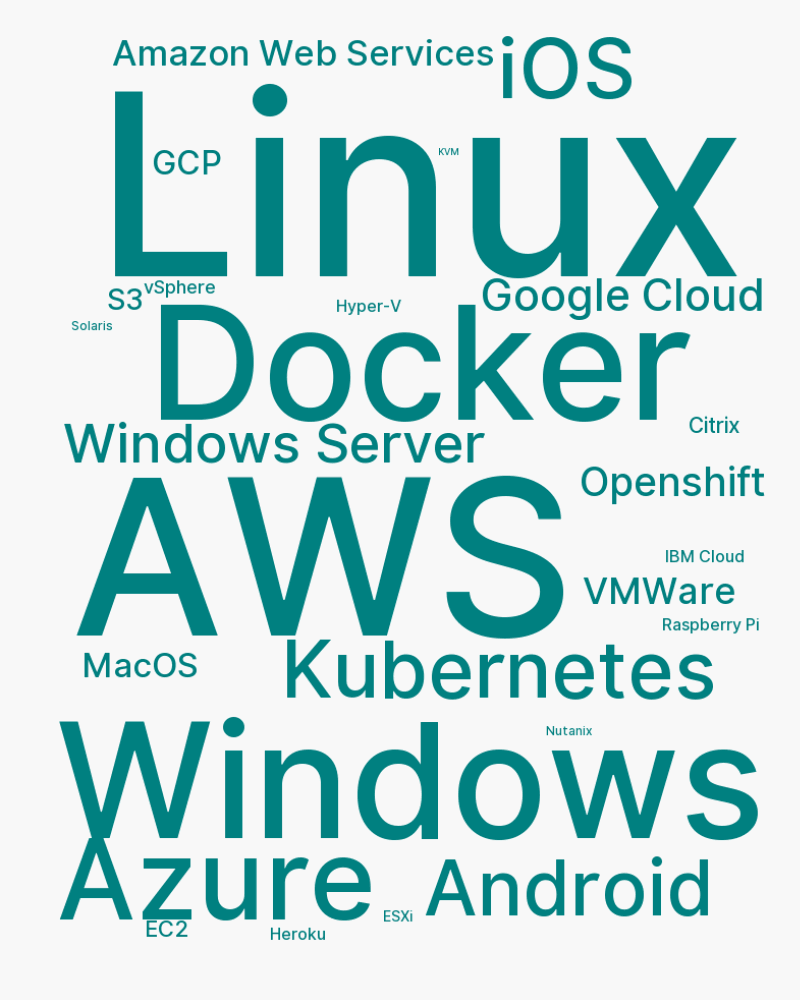 Amazon Web Services
iOS
Linux
GCP
KVM
S3
vSphere
Hyper-V
Google Cloud
Solaris
Docker
Citrix
Windows Server
Openshift
AWS
IBM Cloud
VMWare
Raspberry Pi
MacOS
Kubernetes
Nutanix
Windows
Azure
Android
ESXi
EC2
Heroku